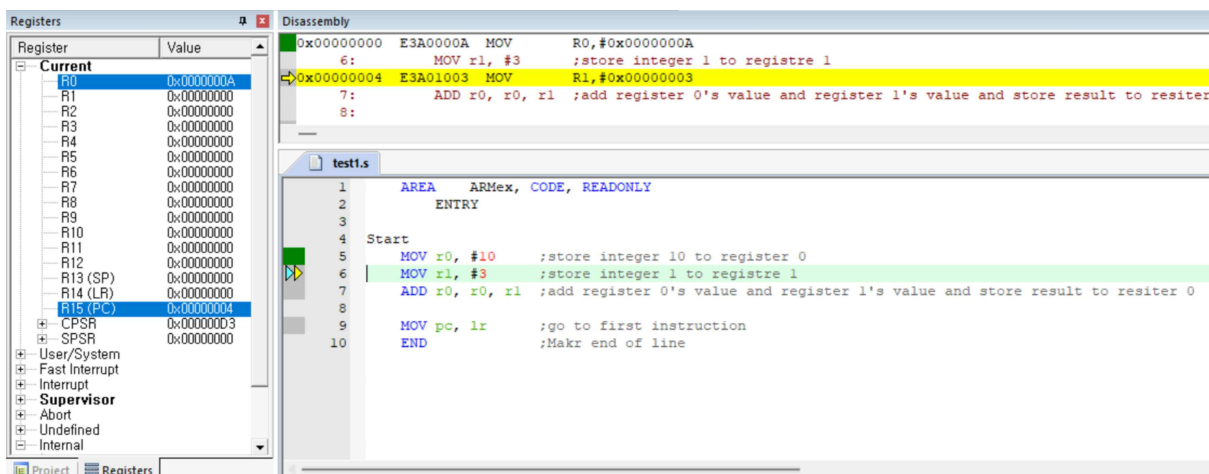 Registers
Register Value
Current
R0 0x0000000A
R1 0x00000000
R2 0x00000000
R3 0x00000000
R4 0x00000000
R5 0x00000000
R6 0x00000000
R7 0x00000000
R8 0x00000000
R9 0x00000000
R10 0x00000000
R11 0x00000000
R12 0x00000000
R13 (SP) 0x00000000
R14 (LR) 0x00000000
R15 (PC) 0x00000004
CPSR 0x000000D3
SPSR 0x00000000
User/System
Fast Interrupt
Interrupt
Supervisor
Abort
Undefined
Internal
Project Registers
Disassembly
0x00000000 E3A0000A MOV R0,#0x0000000A
6: MOV r1, #3 ;store integer 1 to registre 1
0x00000004 E3A01003 MOV R1,#0x00000003
7: ADD r0, r0, r1 ;add register 0's value and register 1's value and store result to resiter
8:
test1.s
1 AREA ARMex, CODE, READONLY
2 ENTRY
3
4 Start
5 MOV r0, #10 ;store integer 10 to register 0
6 MOV r1, #3 ;store integer 1 to registre 1
7 ADD r0, r0, r1 ;add register 0's value and register 1's value and store result to resiter 0
8
9 MOV pc, lr ;go to first instruction
10 END ;Makr end of line